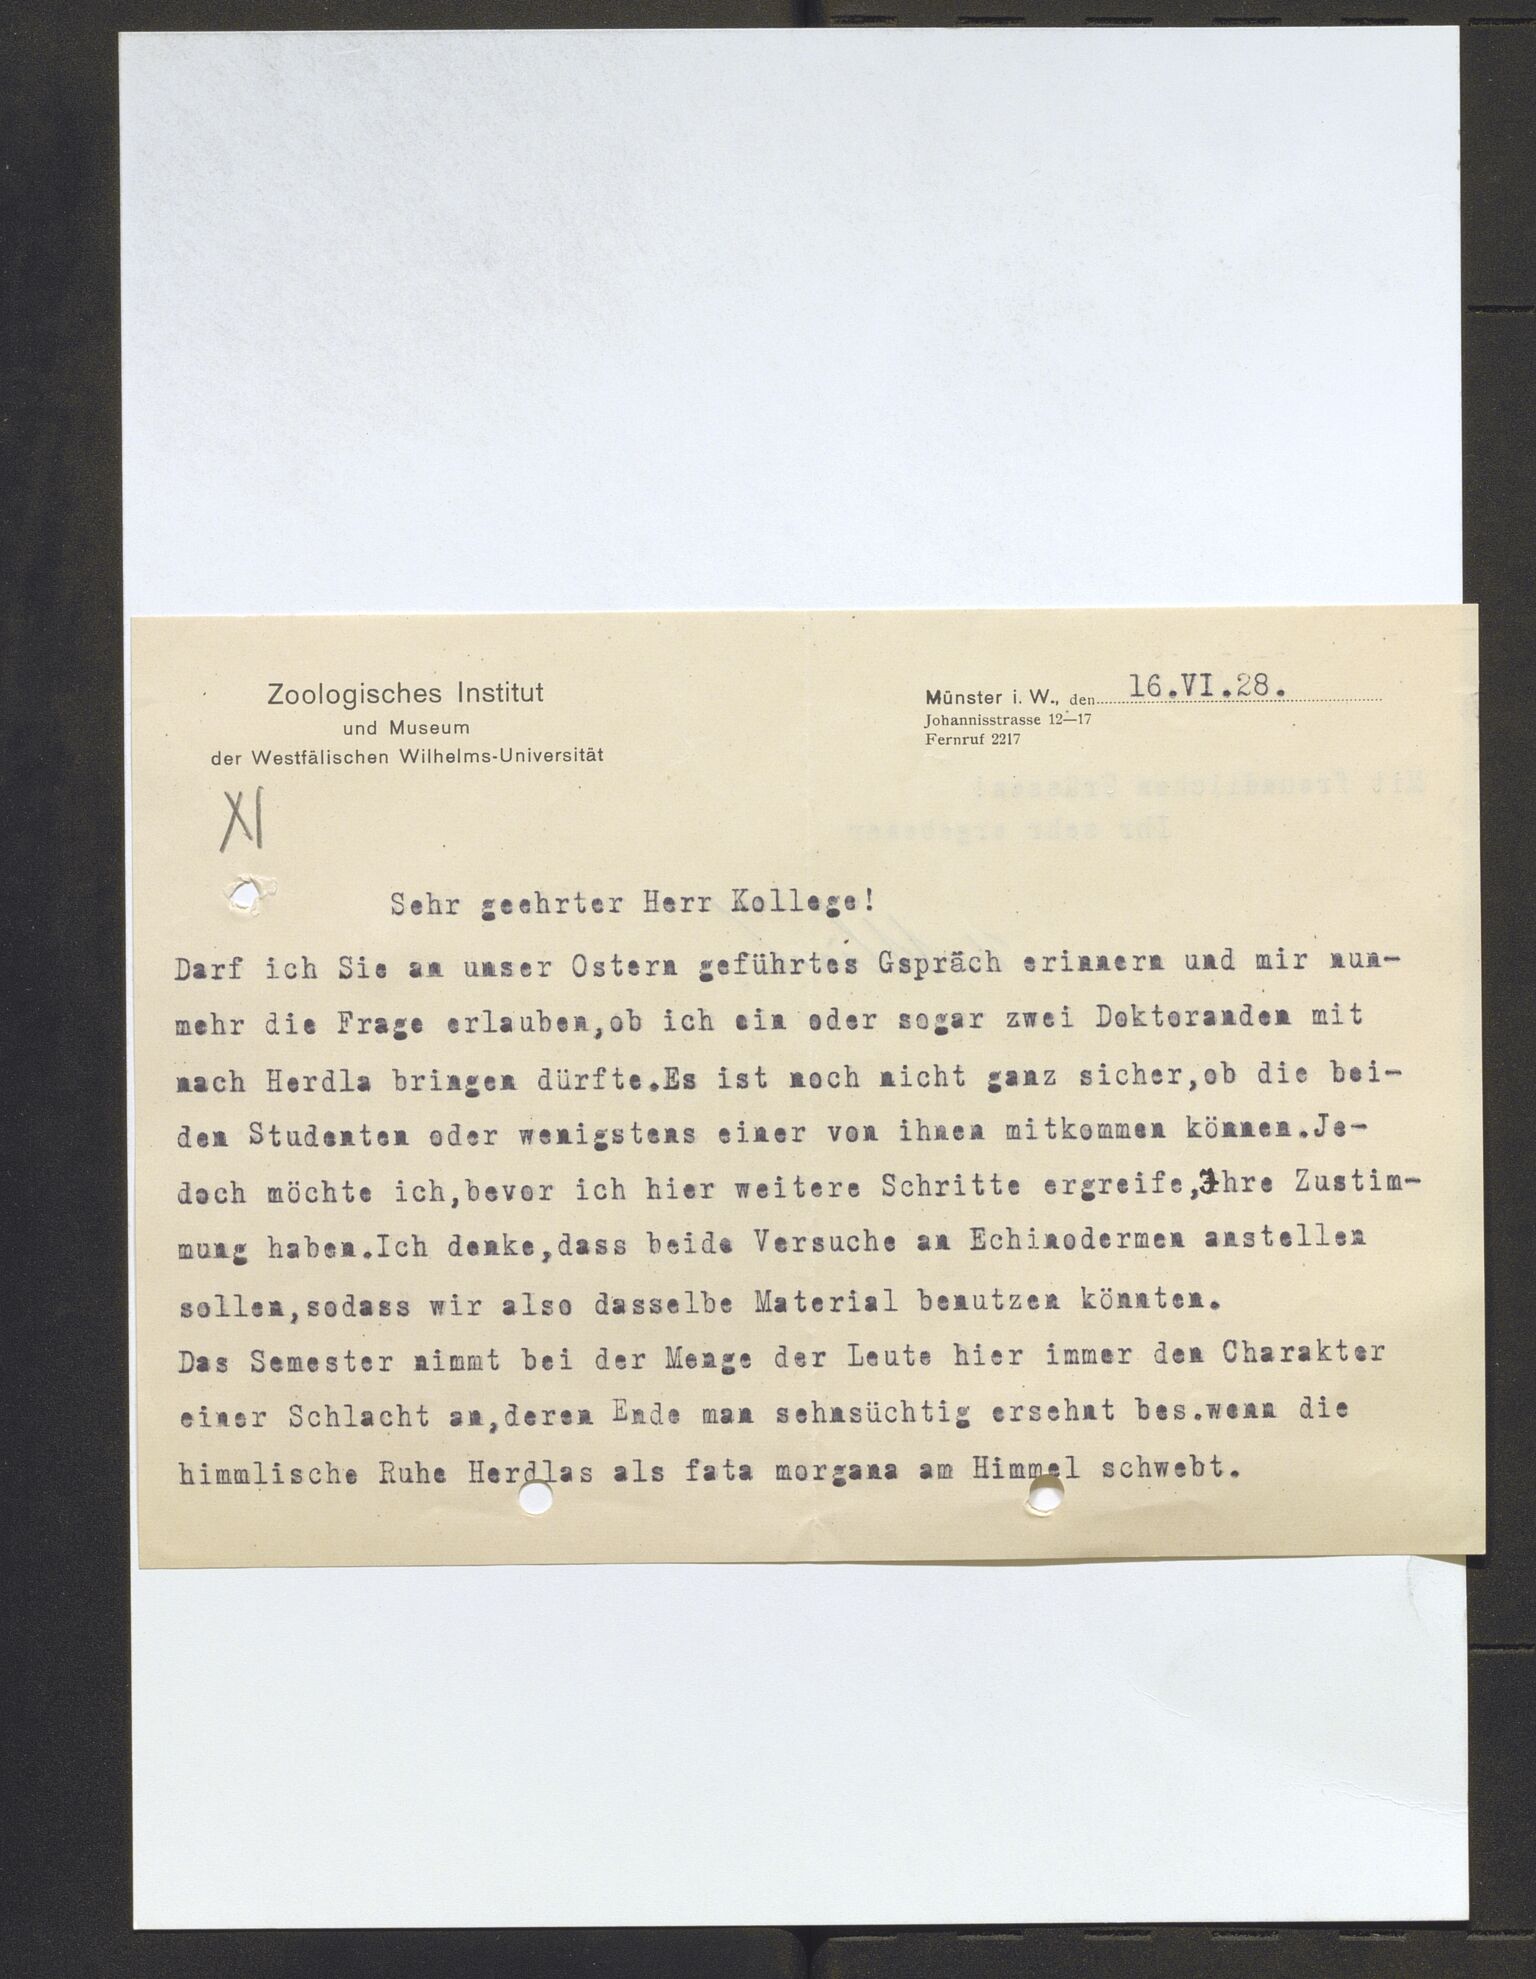 Zoologisches Institut
und Museum
der Westfälischen Wilhelms-Universität
Münster i. W., den 16.VI.28.
Johannisstrasse 12—17
Fernruf 2217
XI
Sehr geehrter Herr Kollege!
Darf ich Sie an unser Ostern geführtes Gspräch erinnern und mir nun-
mehr die Frage erlauben,ob ich ein oder sogar zwei Doktoranden mit
nach Herdla bringen dürfte.Es ist noch nicht ganz sicher,ob die bei-
den Studenten oder wenigstens einer von ihnen mitkommen können.Je-
doch möchte ich,bevor ich hier weitere Schritte ergreife,Ihre Zustim-
mung haben.Ich denke,dass beide Versuche an Echinodermen anstellen
sollen,sodass wir also dasselbe Material benutzen könnten.
Das Semester nimmt bei der Menge der Leute hier immer den Charakter
einer Schlacht an,deren Ende man sehnsüchtig ersehnt bes.wenn die
himmlische Ruhe Herdlas als fata morgana am Himmel schwebt.
Mit freundlichen Grüssen!
Ihr sehr ergebener